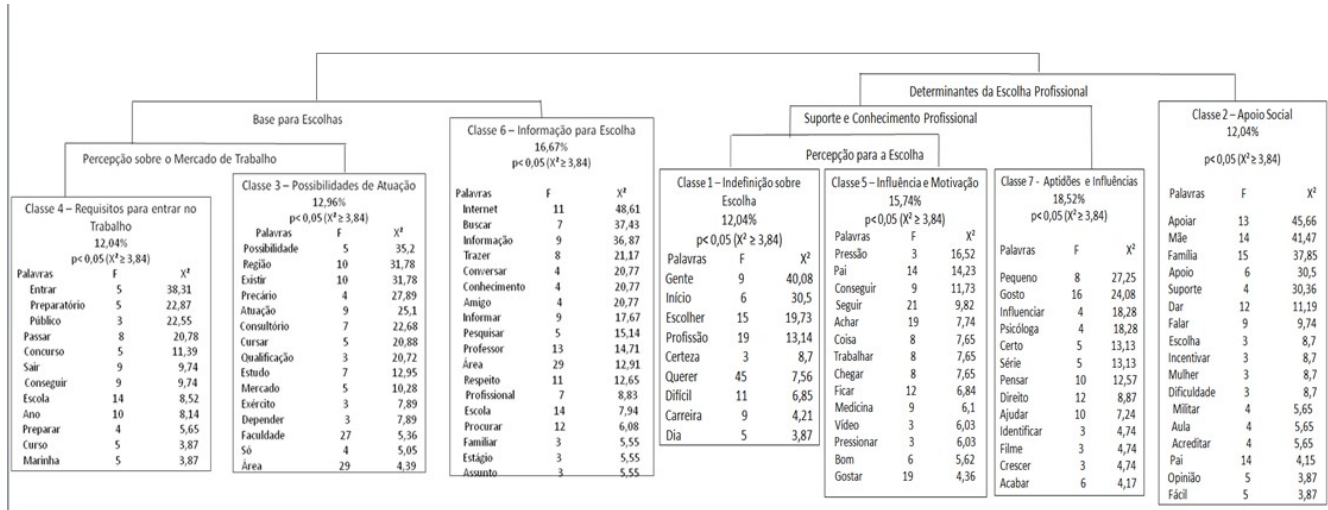 Determinantes da Escolha Profissional
Base para Escolhas
Suporte e Conhecimento Profissional
Percepção sobre o Mercado de Trabalho
Percepção para a Escolha
Classe 4 – Requisitos para entrar no
Trabalho
12,04%
p< 0,05 (X² ≥ 3,84)
Palavras F X²
Entrar 5 38,31
Preparatório 5 22,87
Público 3 22,55
Passar 8 20,78
Concurso 5 11,39
Sair 9 9,74
Conseguir 9 9,74
Escola 14 8,52
Ano 10 8,14
Preparar 4 5,65
Curso 5 3,87
Marinha 5 3,87
Classe 3 – Possibilidades de Atuação
12,96%
p< 0,05 (X² ≥ 3,84)
Palavras F X²
Possibilidade 5 35,2
Região 10 31,78
Existir 10 31,78
Precário 4 27,89
Atuação 9 25,1
Consultório 7 22,68
Cursar 5 20,88
Qualificação 3 20,72
Estudo 7 12,95
Mercado 5 10,28
Exército 3 7,89
Depender 3 7,89
Faculdade 27 5,36
Só 4 5,05
Área 29 4,39
Classe 6 – Informação para Escolha
16,67%
p< 0,05 (X² ≥ 3,84)
Palavras F X²
Internet 11 48,61
Buscar 7 37,43
Informação 9 36,87
Trazer 8 21,17
Conversar 4 20,77
Conhecimento 4 20,77
Amigo 4 20,77
Informar 9 17,67
Pesquisar 5 15,14
Professor 13 14,71
Área 29 12,91
Respeito 11 12,65
Profissional 7 8,83
Escola 14 7,94
Procurar 12 6,08
Familiar 3 5,55
Estágio 3 5,55
Assunto 3 5,55
Classe 1 – Indefinição sobre
Escolha
12,04%
p< 0,05 (X² ≥ 3,84)
Palavras F X²
Gente 9 40,08
Início 6 30,5
Escolher 15 19,73
Profissão 19 13,14
Certeza 3 8,7
Querer 45 7,56
Difícil 11 6,85
Carreira 9 4,21
Dia 5 3,87
Classe 5 – Influência e Motivação
15,74%
p< 0,05 (X² ≥ 3,84)
Palavras F X²
Pressão 3 16,52
Pai 14 14,23
Conseguir 9 11,73
Seguir 21 9,82
Achar 19 7,74
Coisa 8 7,65
Trabalhar 8 7,65
Chegar 8 7,65
Ficar 12 6,84
Medicina 9 6,1
Vídeo 3 6,03
Pressionar 3 6,03
Bom 6 5,62
Gostar 19 4,36
Classe 7 - Aptidões e Influências
18,52%
p< 0,05 (X² ≥ 3,84)
Palavras F X²
Pequeno 8 27,25
Gosto 16 24,08
Influenciar 4 18,28
Psicóloga 4 18,28
Certo 5 13,13
Série 5 13,13
Pensar 10 12,57
Direito 12 8,87
Ajudar 10 7,24
Identificar 3 4,74
Filme 3 4,74
Crescer 3 4,74
Acabar 6 4,17
Classe 2 – Apoio Social
12,04%
p< 0,05 (X² ≥ 3,84)
Palavras F X²
Apoiar 13 45,66
Mãe 14 41,47
Família 15 37,85
Apoio 6 30,5
Suporte 4 30,36
Dar 12 11,19
Falar 9 9,74
Escolha 3 8,7
Incentivar 3 8,7
Mulher 3 8,7
Dificuldade 3 8,7
Militar 4 5,65
Aula 4 5,65
Acreditar 4 5,65
Pai 14 4,15
Opinião 5 3,87
Fácil 5 3,87